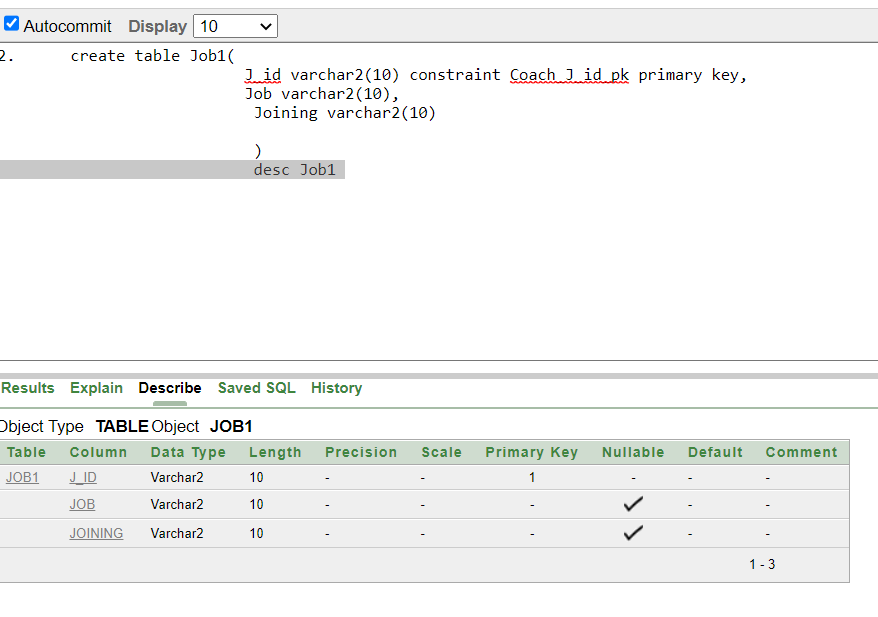 Autocommit Display 10
2. create table Job1(
J_id varchar2(10) constraint Coach_J_id_pk primary key,
Job varchar2(10),
Joining varchar2(10)
)
desc Job1
Results Explain Describe Saved SQL History
Object Type TABLE Object JOB1
Table Column Data Type Length Precision Scale Primary Key Nullable Default Comment
JOB1 J_ID Varchar2 10 - - 1 - - -
JOB Varchar2 10 - - - ✓ - -
JOINING Varchar2 10 - - - ✓ - -
1 - 3